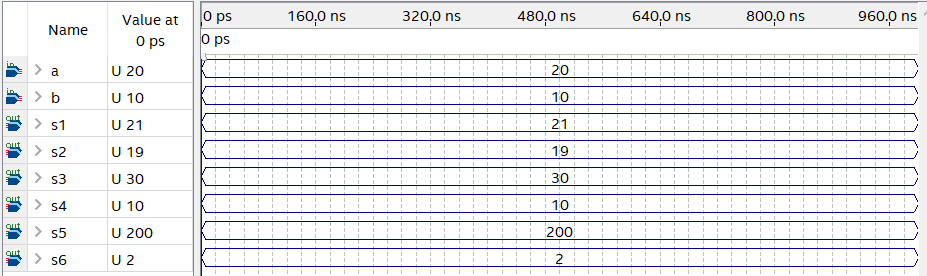 Name
Value at
0 ps
0 ps 160.0 ns 320.0 ns 480.0 ns 640.0 ns 800.0 ns 960.0 ns
0 ps
in a U 20 20
in b U 10 10
out s1 U 21 21
out s2 U 19 19
out s3 U 30 30
out s4 U 10 10
out s5 U 200 200
out s6 U 2 2